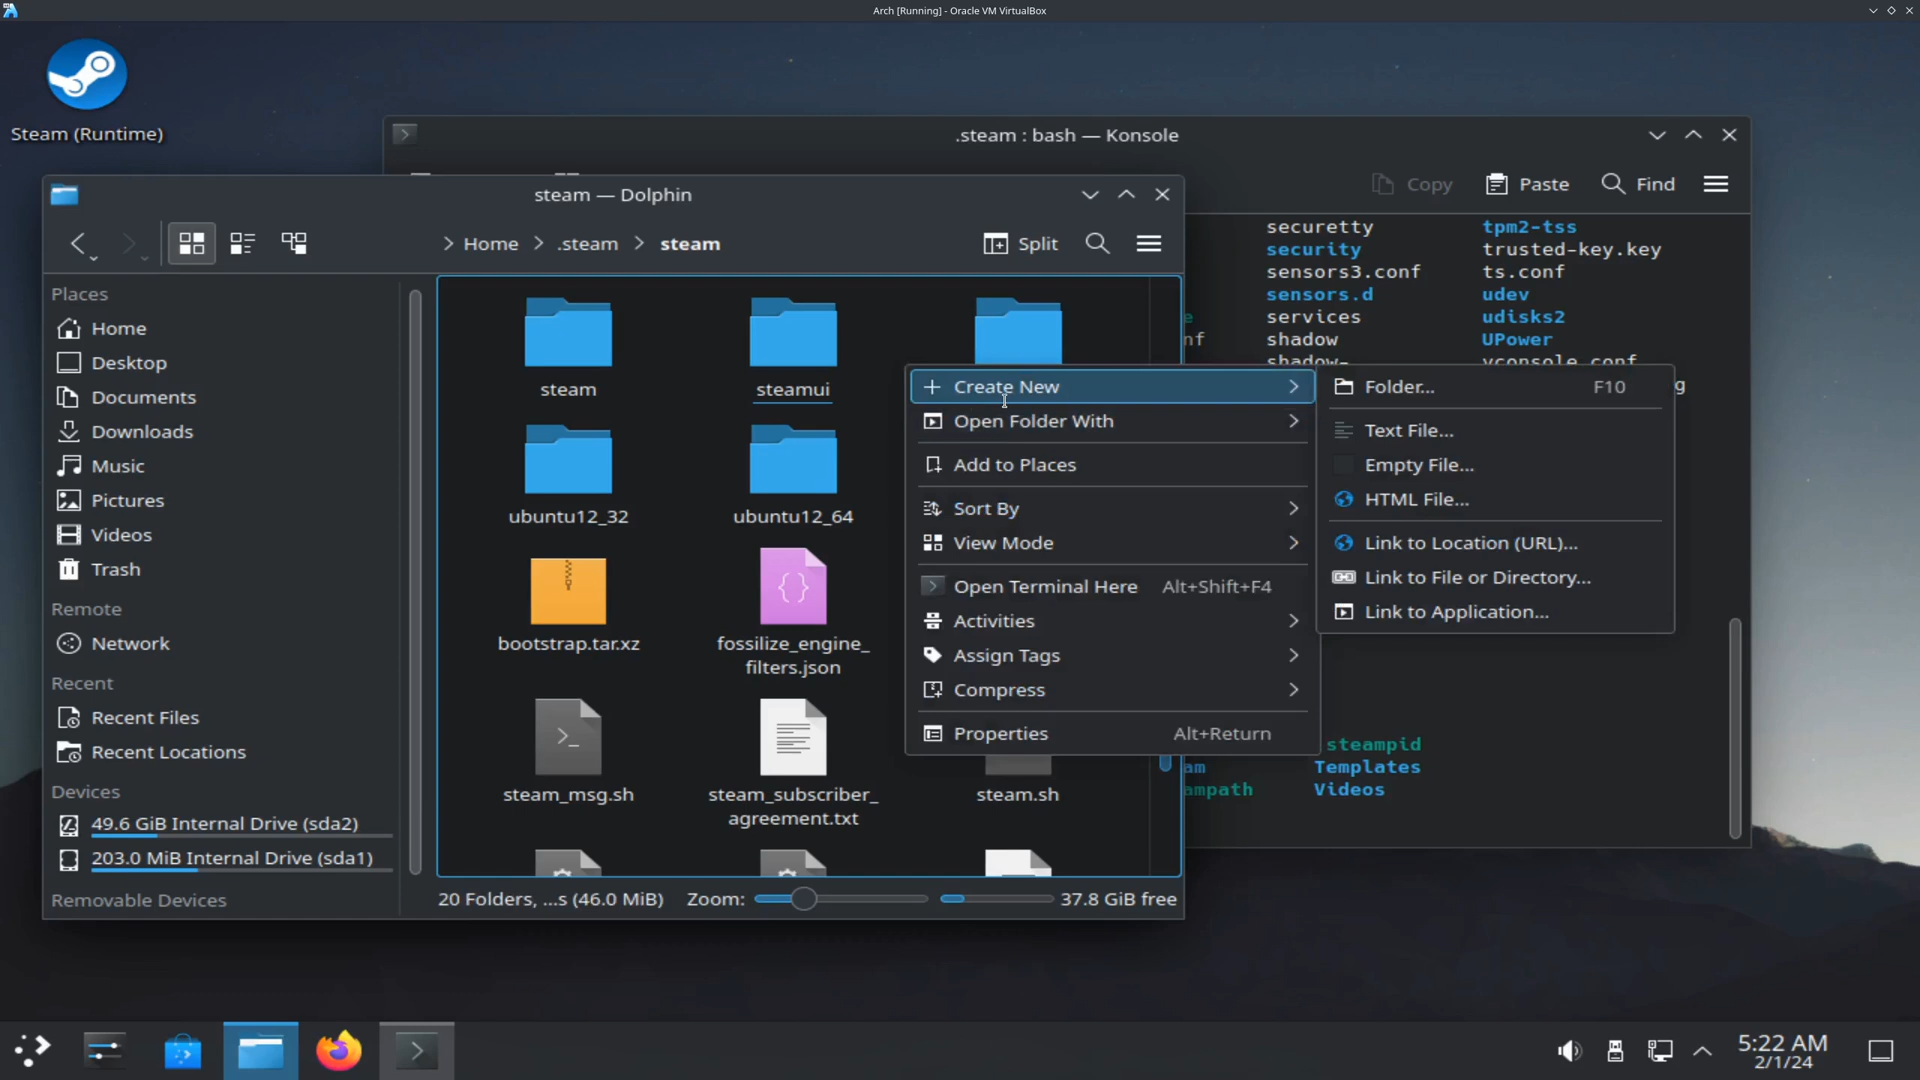 Arch [Running] - Oracle VM VirtualBox
Steam (Runtime)
.steam : bash — Konsole
Copy
Paste
Find
steam — Dolphin
Home
.steam
steam
Split
Places
Home
Desktop
Documents
Downloads
Music
Pictures
Videos
Trash
Remote
Network
Recent
Recent Files
Recent Locations
Devices
49.6 GiB Internal Drive (sda2)
203.0 MiB Internal Drive (sda1)
Removable Devices
steam
steamui
ubuntu12_32
ubuntu12_64
bootstrap.tar.xz
fossilize_engine_
filters.json
steam_msg.sh
steam_subscriber_
agreement.txt
steam.sh
20 Folders, ...s (46.0 MiB)
Zoom:
37.8 GiB free
Create New
Open Folder With
Add to Places
Sort By
View Mode
Open Terminal Here Alt+Shift+F4
Activities
Assign Tags
Compress
Properties Alt+Return
Folder... F10
Text File...
Empty File...
HTML File...
Link to Location (URL)...
Link to File or Directory...
Link to Application...
securetty tpm2-tss
security trusted-key.key
sensors3.conf ts.conf
sensors.d udev
e services udisks2
nf shadow UPower
shadow- vconsole.conf
g
steampid
am Templates
ampath Videos
5:22 AM
2/1/24